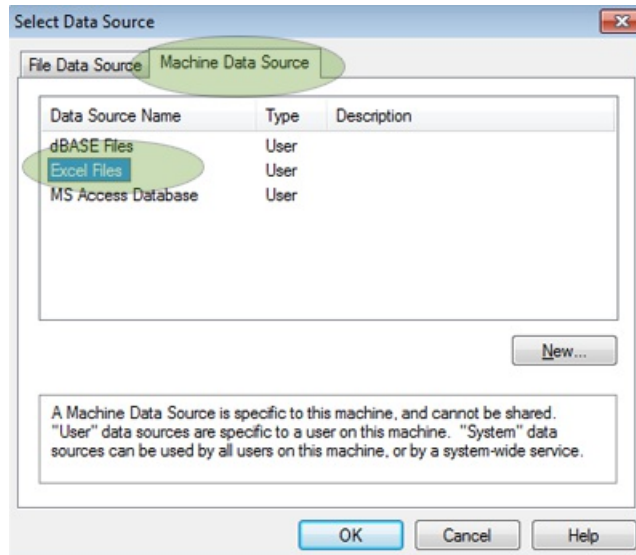 Select Data Source
File Data Source Machine Data Source
Data Source Name Type Description
dBASE Files User
Excel Files User
MS Access Database User
New...
A Machine Data Source is specific to this machine, and cannot be shared.
"User" data sources are specific to a user on this machine. "System" data
sources can be used by all users on this machine, or by a system-wide service.
OK Cancel Help